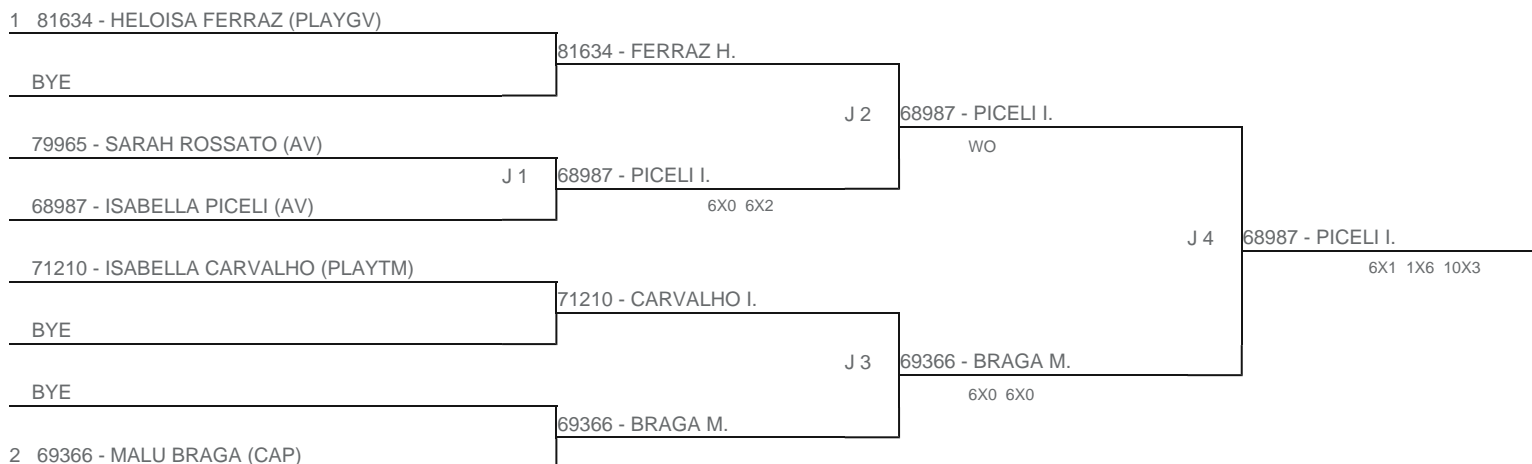 1 81634 - HELOISA FERRAZ (PLAYGV)
81634 - FERRAZ H.
BYE
J 2 68987 - PICELI I.
WO
79965 - SARAH ROSSATO (AV)
J 1 68987 - PICELI I.
6X0 6X2
68987 - ISABELLA PICELI (AV)
J 4 68987 - PICELI I.
6X1 1X6 10X3
71210 - ISABELLA CARVALHO (PLAYTM)
71210 - CARVALHO I.
BYE
J 3 69366 - BRAGA M.
6X0 6X0
BYE
69366 - BRAGA M.
2 69366 - MALU BRAGA (CAP)